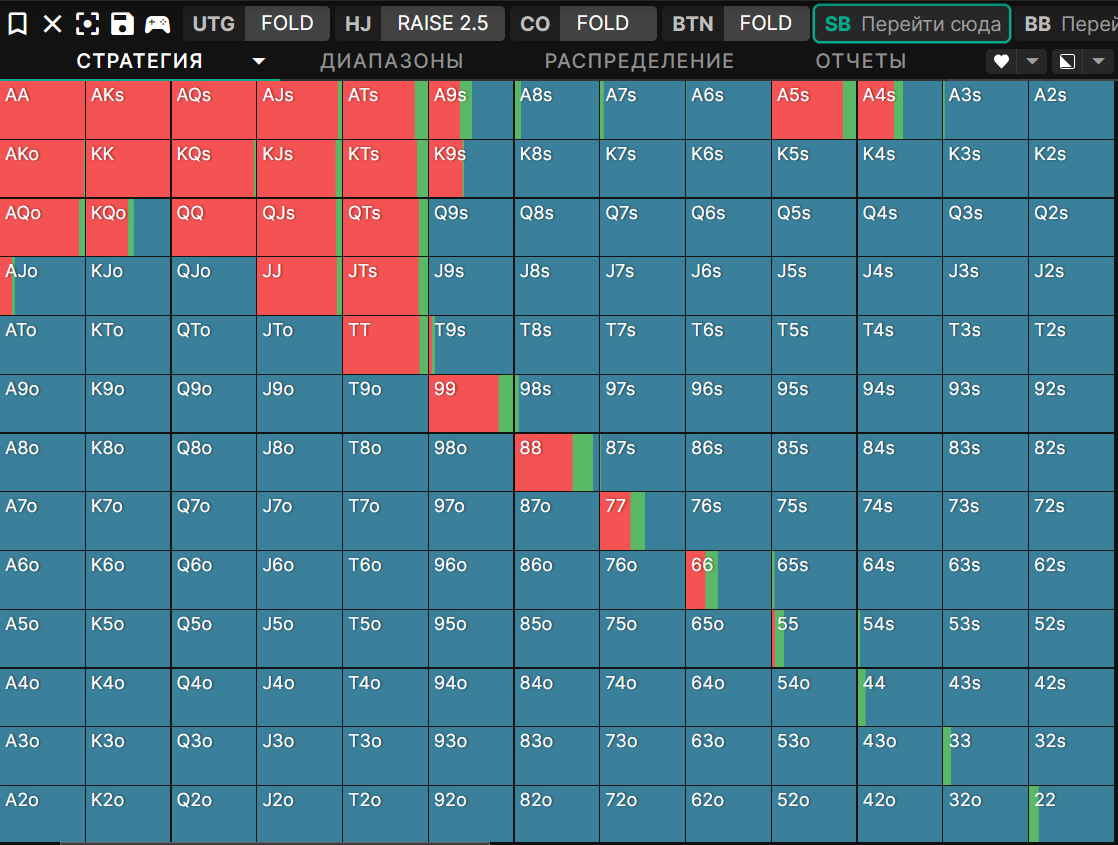 UTG FOLD HJ RAISE 2.5 CO FOLD BTN FOLD SB Перейти сюда BB Перей
СТРАТЕГИЯ ДИАПАЗОНЫ РАСПРЕДЕЛЕНИЕ ОТЧЕТЫ
AA AKs AQs AJs ATs A9s A8s A7s A6s A5s A4s A3s A2s
AKo KK KQs KJs KTs K9s K8s K7s K6s K5s K4s K3s K2s
AQo KQo QQ QJs QTs Q9s Q8s Q7s Q6s Q5s Q4s Q3s Q2s
AJo KJo QJo JJ JTs J9s J8s J7s J6s J5s J4s J3s J2s
ATo KTo QTo JTo TT T9s T8s T7s T6s T5s T4s T3s T2s
A9o K9o Q9o J9o T9o 99 98s 97s 96s 95s 94s 93s 92s
A8o K8o Q8o J8o T8o 98o 88 87s 86s 85s 84s 83s 82s
A7o K7o Q7o J7o T7o 97o 87o 77 76s 75s 74s 73s 72s
A6o K6o Q6o J6o T6o 96o 86o 76o 66 65s 64s 63s 62s
A5o K5o Q5o J5o T5o 95o 85o 75o 65o 55 54s 53s 52s
A4o K4o Q4o J4o T4o 94o 84o 74o 64o 54o 44 43s 42s
A3o K3o Q3o J3o T3o 93o 83o 73o 63o 53o 43o 33 32s
A2o K2o Q2o J2o T2o 92o 82o 72o 62o 52o 42o 32o 22